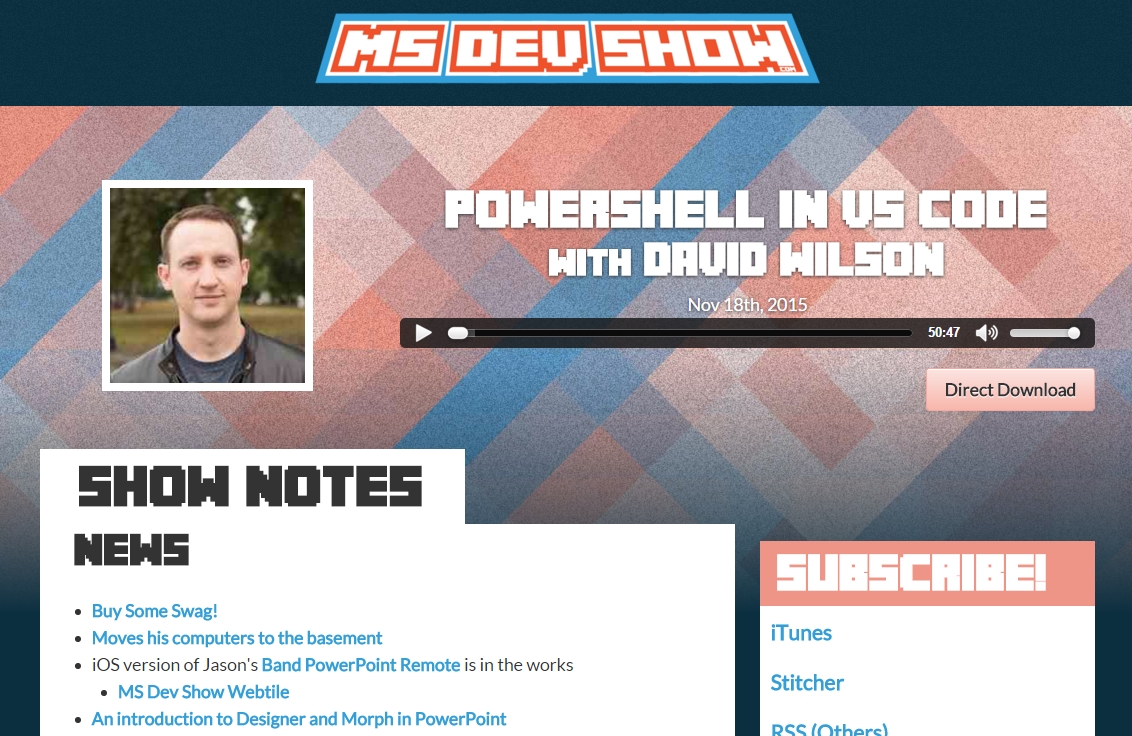 MS DEV SHOW .COM
POWERSHELL IN VS CODE
WITH DAVID WILSON
Nov 18th, 2015
50:47
Direct Download
SHOW NOTES
NEWS
Buy Some Swag!
Moves his computers to the basement
iOS version of Jason's Band PowerPoint Remote is in the works
MS Dev Show Webtile
An introduction to Designer and Morph in PowerPoint
SUBSCRIBE!
iTunes
Stitcher
RSS (Others)